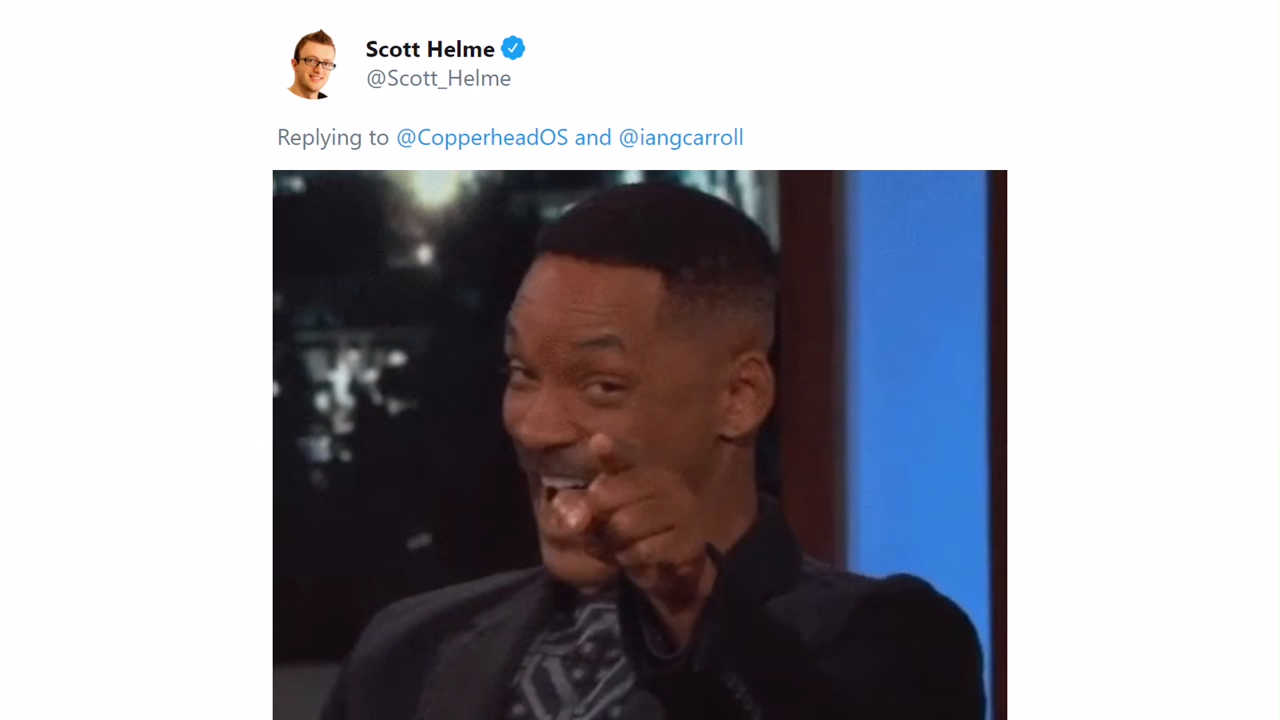 Scott Helme
@Scott_Helme
Replying to @CopperheadOS and @iangcarroll